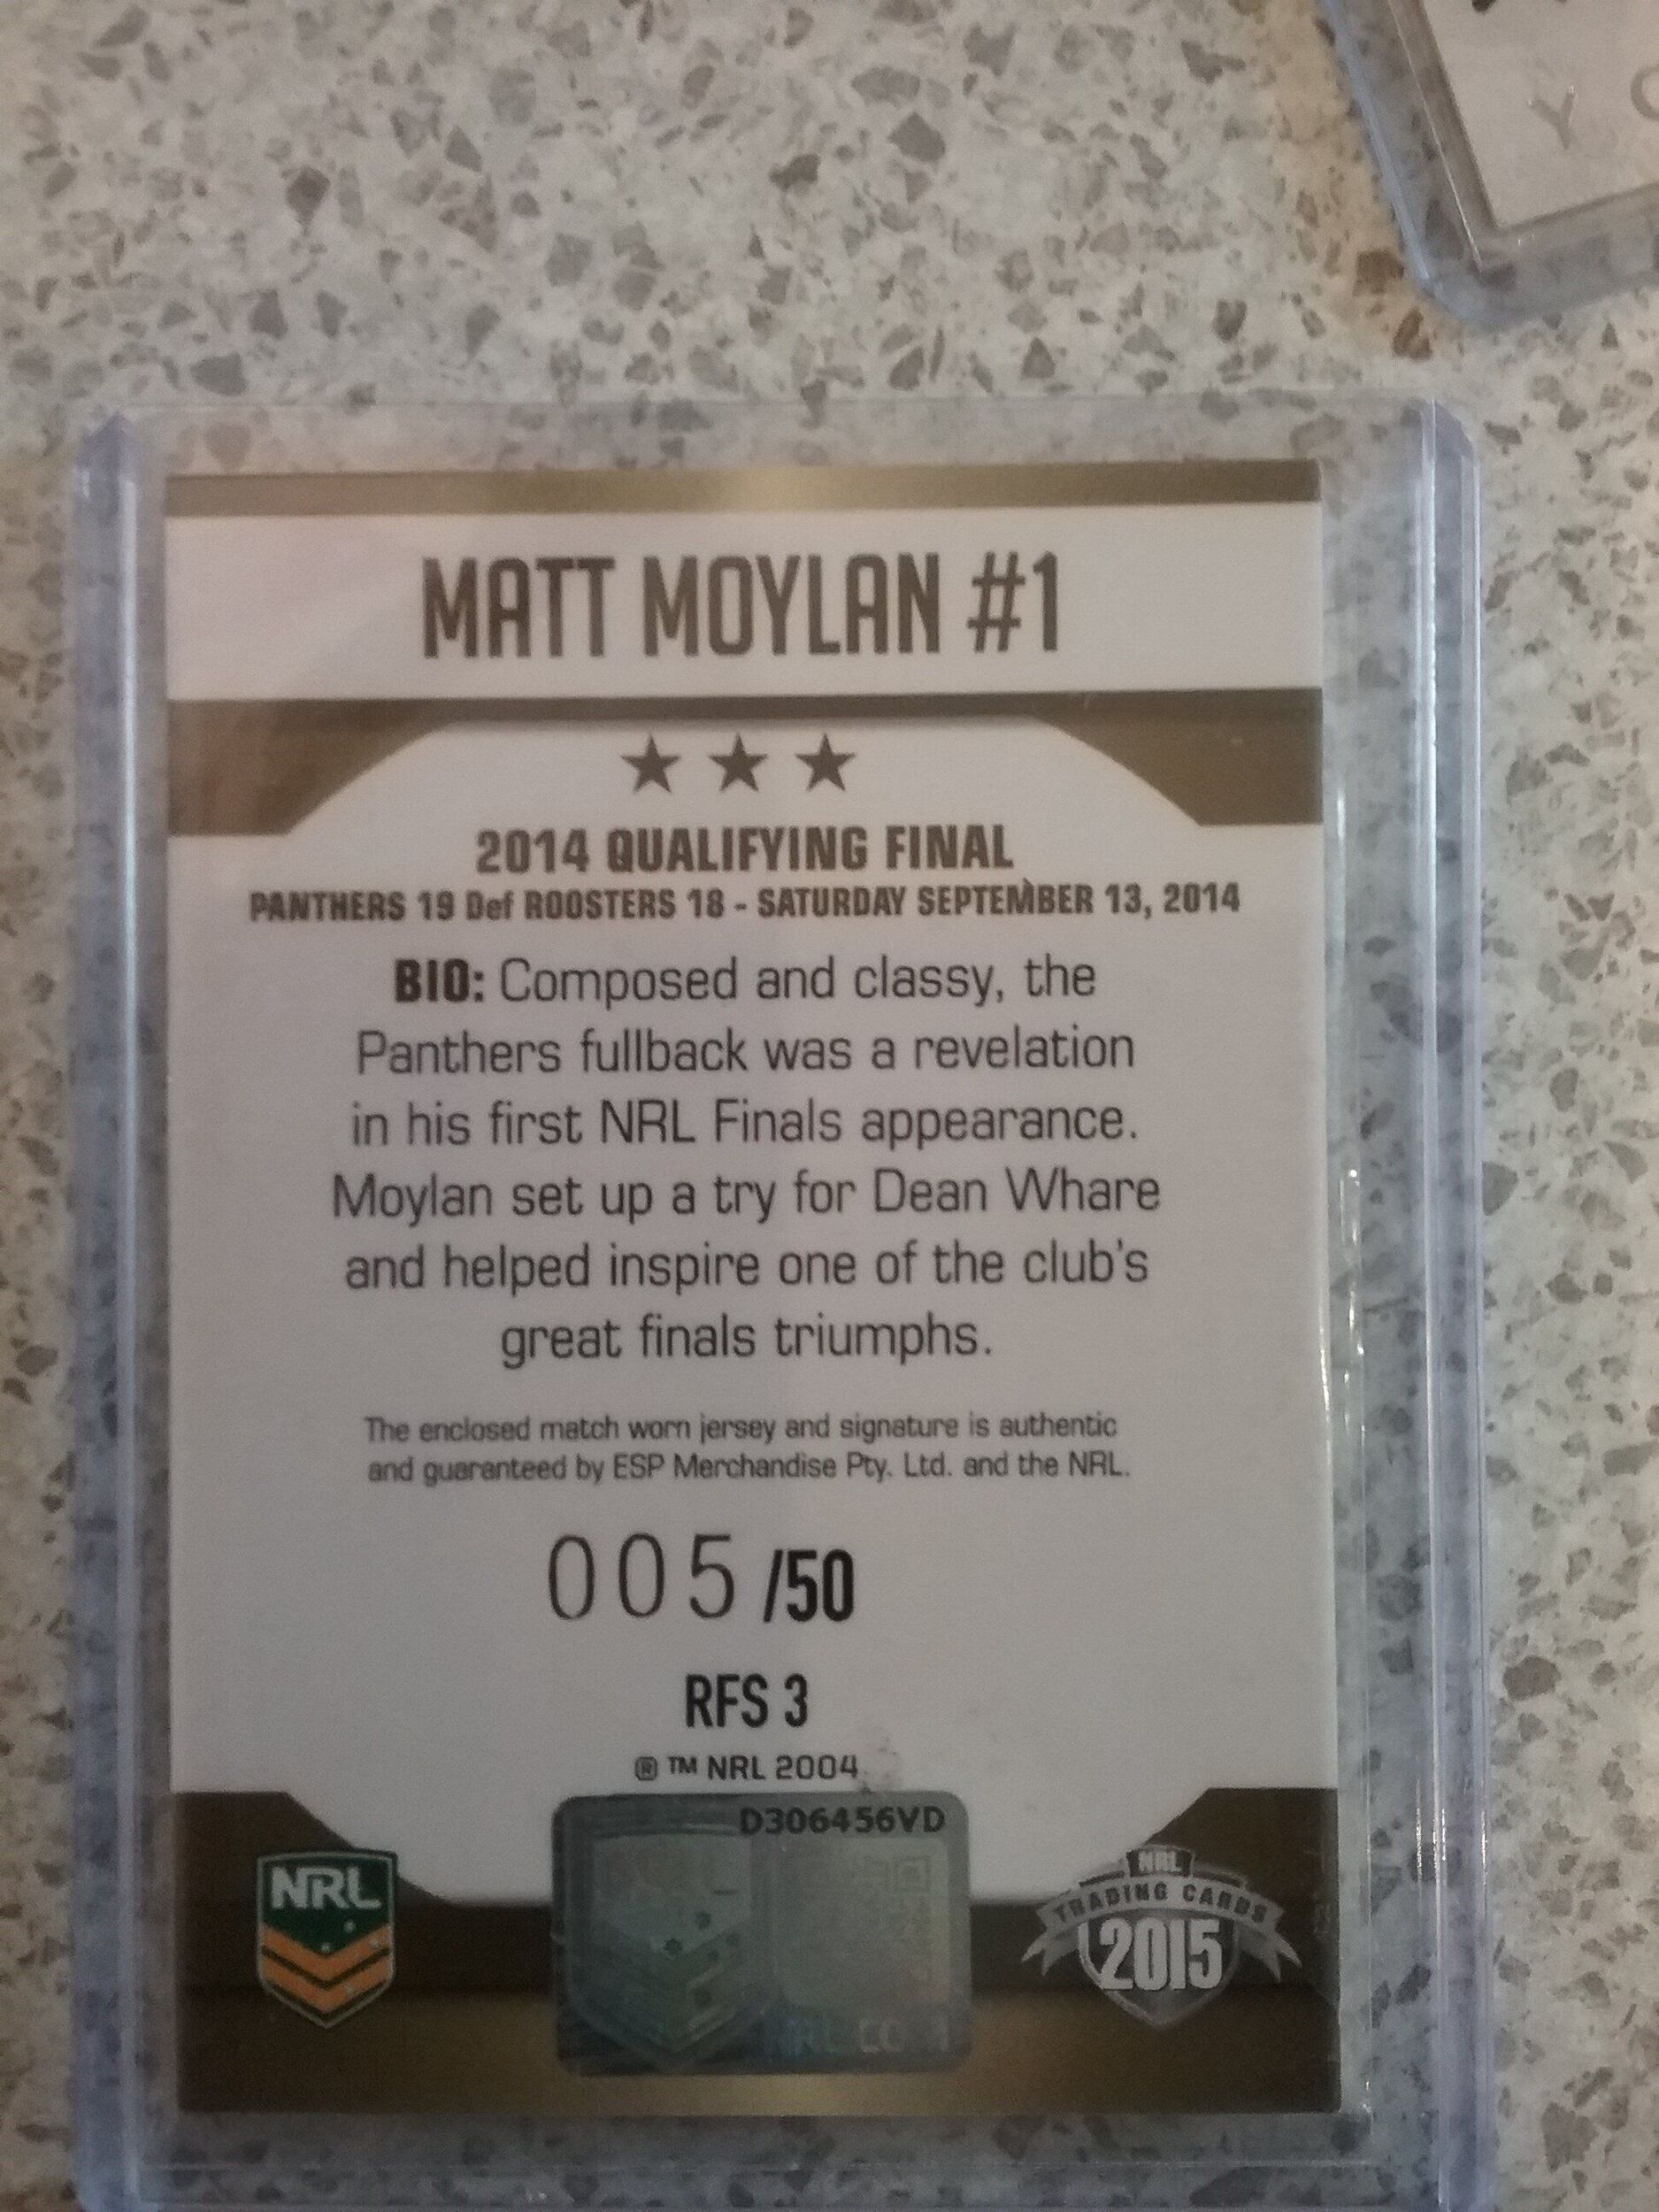 Y
MATT MOYLAN #1
★ ★ ★
2014 QUALIFYING FINAL
PANTHERS 19 Def ROOSTERS 18 - SATURDAY SEPTEMBER 13, 2014
BIO: Composed and classy, the
Panthers fullback was a revelation
in his first NRL Finals appearance.
Moylan set up a try for Dean Whare
and helped inspire one of the club's
great finals triumphs.
The enclosed match worn jersey and signature is authentic
and guaranteed by ESP Merchandise Pty. Ltd. and the NRL.
005 /50
RFS 3
® ™ NRL 2004
D306456VD
NRL
NRL
TRADING CARDS
2015